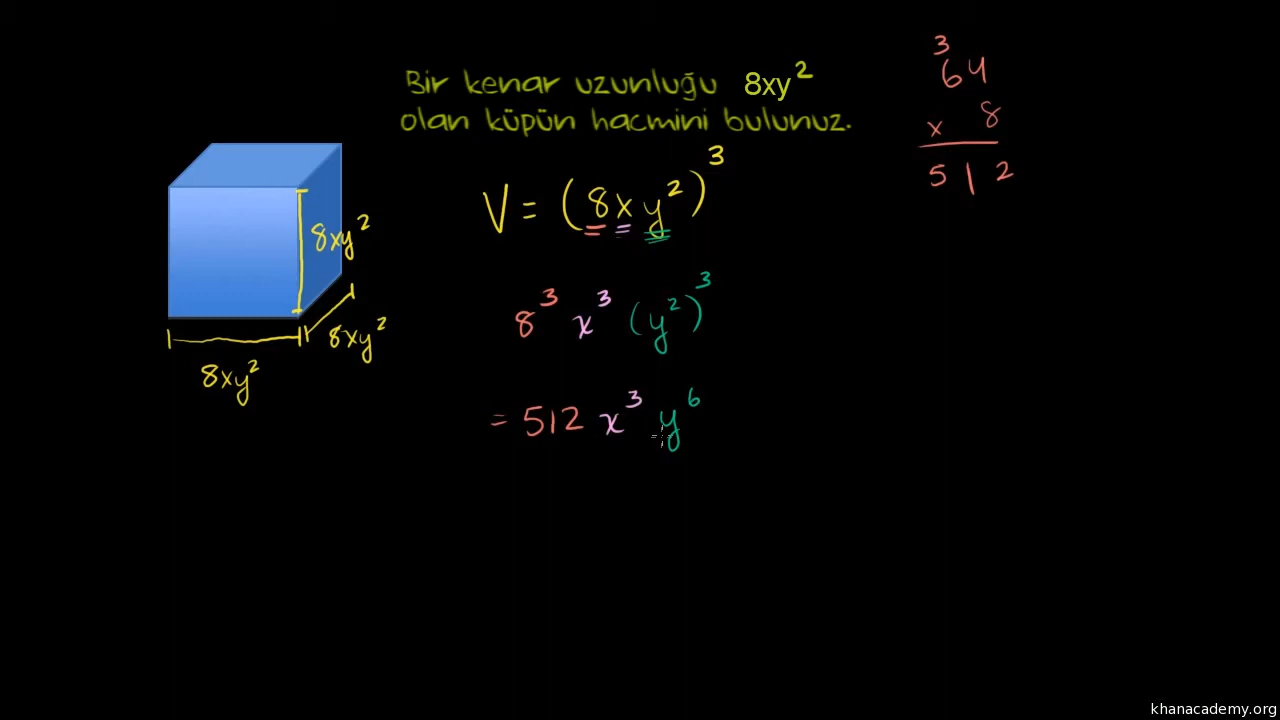 Bir kenar uzunluğu 8xy²
olan küpün hacmini bulunuz.
V = (8xy²)³
8³ x³ (y²)³
= 512 x³ y⁶
8xy²
8xy²
8xy²
3
64
x 8
512
khanacademy.org